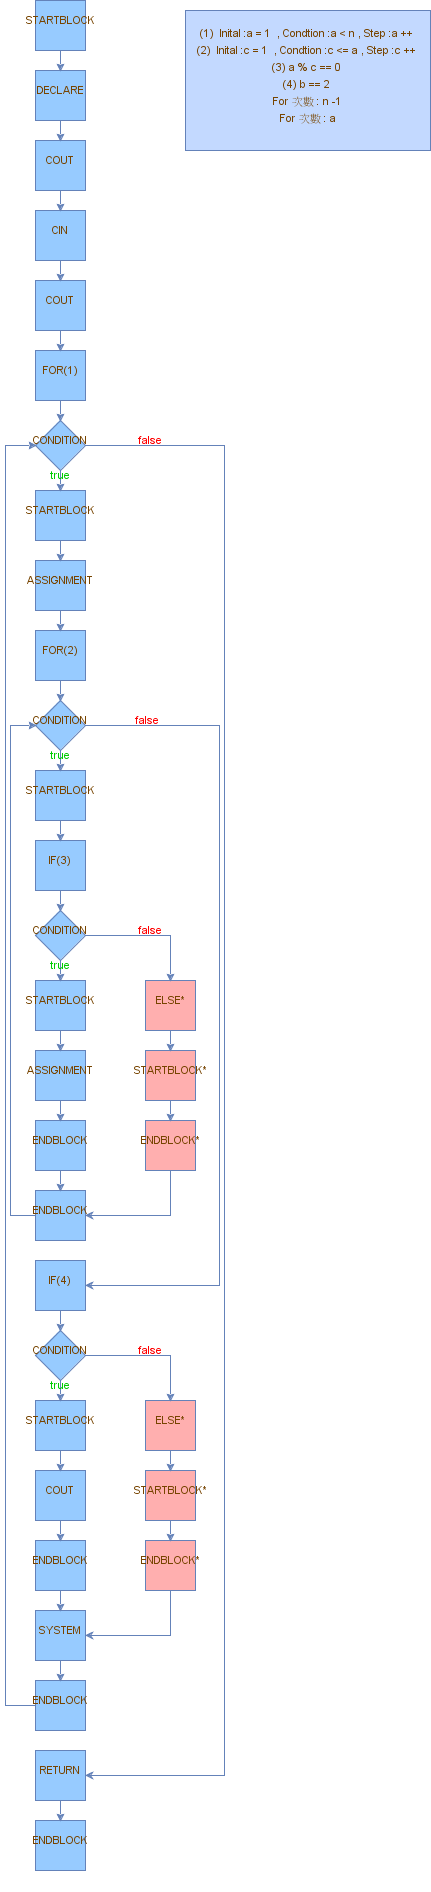 STARTBLOCK
(1) Inital :a = 1 , Condtion :a < n , Step :a ++
(2) Inital :c = 1 , Condtion :c <= a , Step :c ++
(3) a % c == 0
(4) b == 2
For 次數 : n -1
For 次數 : a
DECLARE
COUT
CIN
COUT
FOR(1)
CONDITION
false
true
STARTBLOCK
ASSIGNMENT
FOR(2)
CONDITION
false
true
STARTBLOCK
IF(3)
CONDITION
false
true
STARTBLOCK
ELSE*
ASSIGNMENT
STARTBLOCK*
ENDBLOCK
ENDBLOCK*
ENDBLOCK
IF(4)
CONDITION
false
true
STARTBLOCK
ELSE*
COUT
STARTBLOCK*
ENDBLOCK
ENDBLOCK*
SYSTEM
ENDBLOCK
RETURN
ENDBLOCK